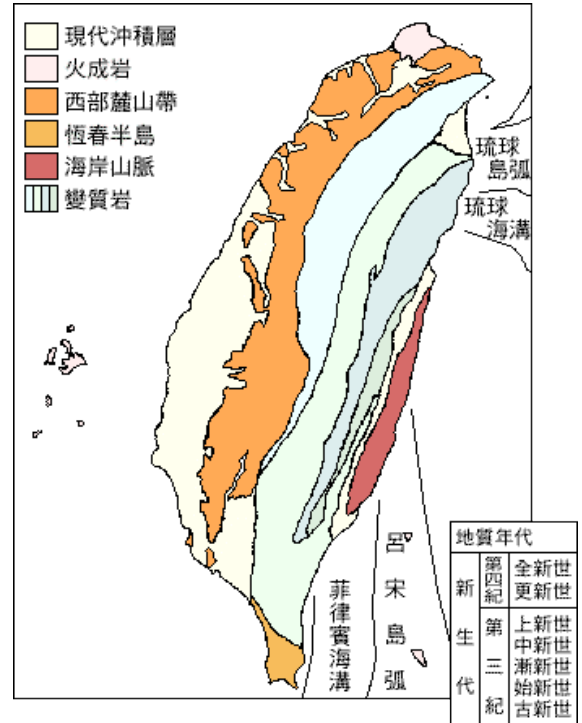 現代沖積層
火成岩
西部麓山帶
恆春半島
海岸山脈
變質岩
琉球
島弧
琉球
海溝
呂宋島弧
菲律賓海溝
地質年代
新生代
第四紀
全新世
更新世
第三紀
上新世
中新世
漸新世
始新世
古新世